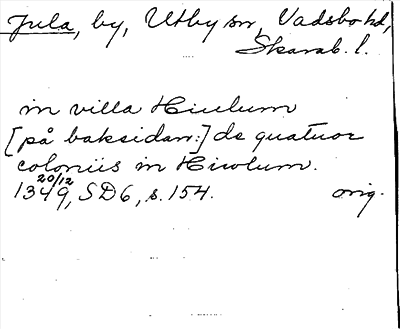 Jula, by, Utby sn, Vadsbo hd,
Skarab. l.
in villa Hiulum
[på baksidan:] de quatuor
coloniis in Hiwlum.
20/12
1349, SD6, s. 154. orig.